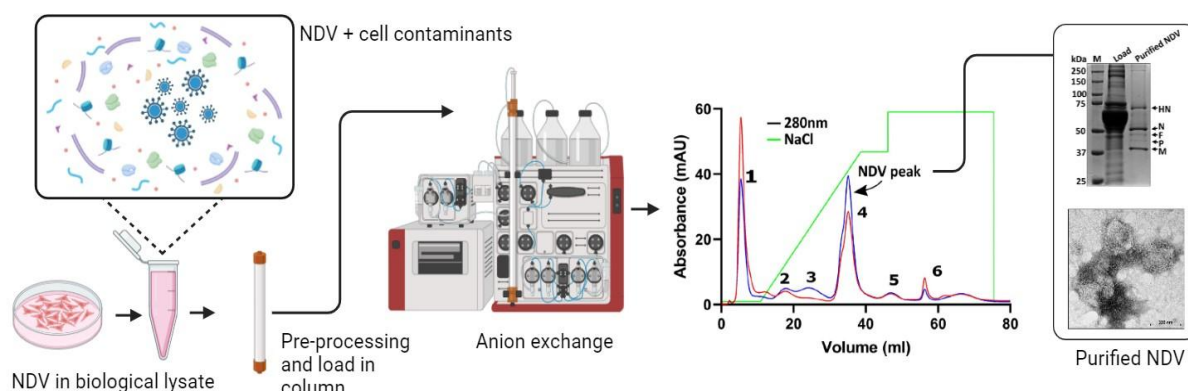 NDV + cell contaminants
NDV in biological lysate
Pre-processing
and load in
column
Anion exchange
60
40
20
0
Absorbance (mAU)
280nm
NaCl
NDV peak
1
2
3
4
5
6
0
20
40
60
80
Volume (ml)
kDa
M
Load
Purified NDV
250
150
100
75
50
37
25
HN
N
F
P
M
Purified NDV